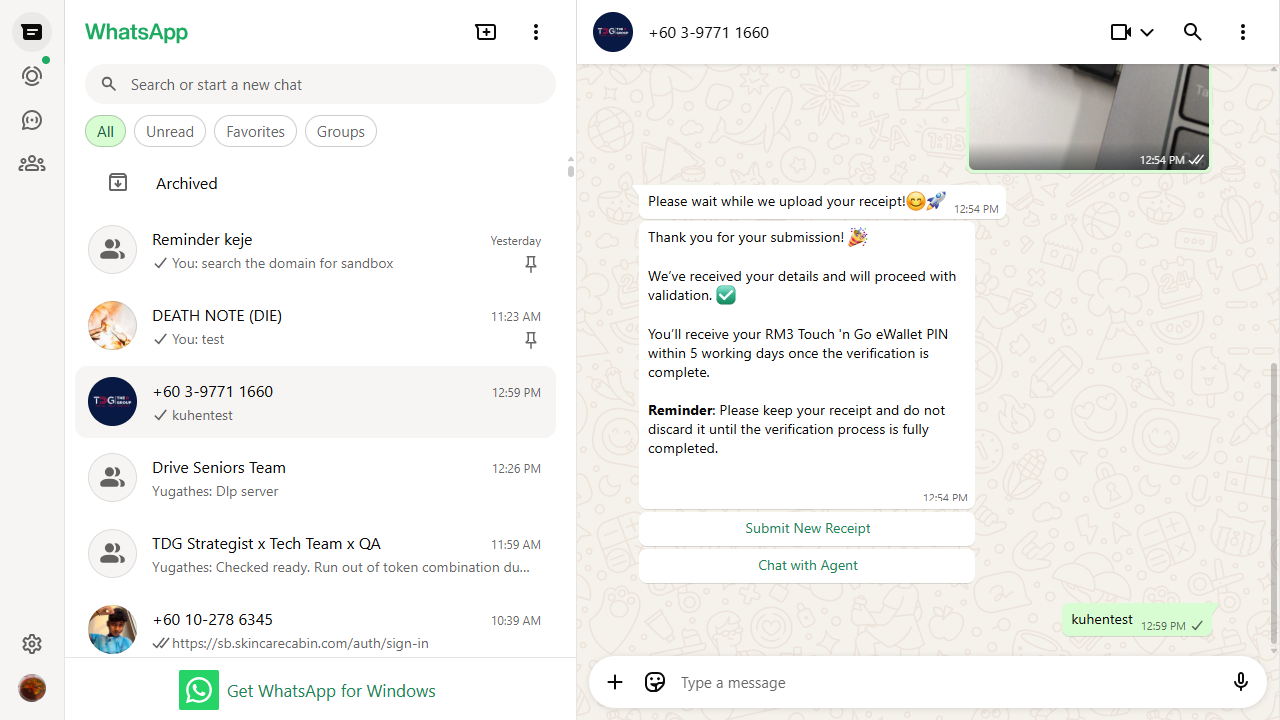 WhatsApp
Search or start a new chat
All
Unread
Favorites
Groups
Archived
Reminder keje
Yesterday
You: search the domain for sandbox
DEATH NOTE (DIE)
11:23 AM
You: test
+60 3-9771 1660
12:59 PM
kuhentest
Drive Seniors Team
12:26 PM
Yugathes: Dlp server
TDG Strategist x Tech Team x QA
11:59 AM
Yugathes: Checked ready. Run out of token combination du...
+60 10-278 6345
10:39 AM
https://sb.skincarecabin.com/auth/sign-in
Get WhatsApp for Windows
+60 3-9771 1660
12:54 PM
Please wait while we upload your receipt!😊🚀
12:54 PM
Thank you for your submission! 🎉
We've received your details and will proceed with
validation. ✅
You'll receive your RM3 Touch 'n Go eWallet PIN
within 5 working days once the verification is
complete.
Reminder: Please keep your receipt and do not
discard it until the verification process is fully
completed.
12:54 PM
Submit New Receipt
Chat with Agent
kuhentest
12:59 PM
Type a message